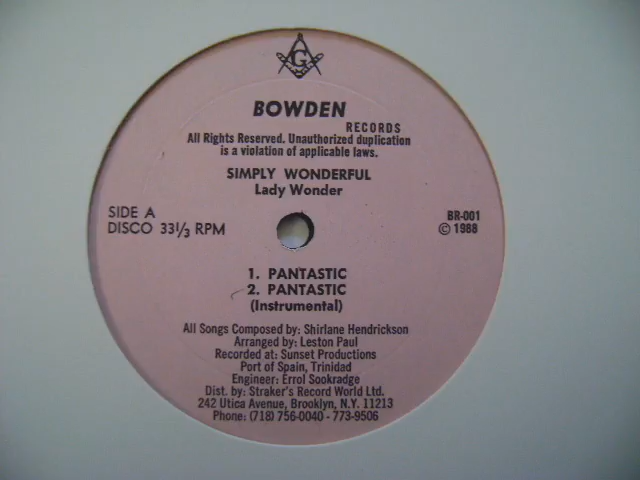 G
BOWDEN
RECORDS
All Rights Reserved. Unauthorized duplication
is a violation of applicable laws.
SIMPLY WONDERFUL
Lady Wonder
SIDE A
DISCO 33⅓ RPM
BR-001
© 1988
1. PANTASTIC
2. PANTASTIC
(Instrumental)
All Songs Composed by: Shirlane Hendrickson
Arranged by: Leston Paul
Recorded at: Sunset Productions
Port of Spain, Trinidad
Engineer: Errol Sookradge
Dist. by: Straker's Record World Ltd.
242 Utica Avenue, Brooklyn, N.Y. 11213
Phone: (718) 756-0040 - 773-9506